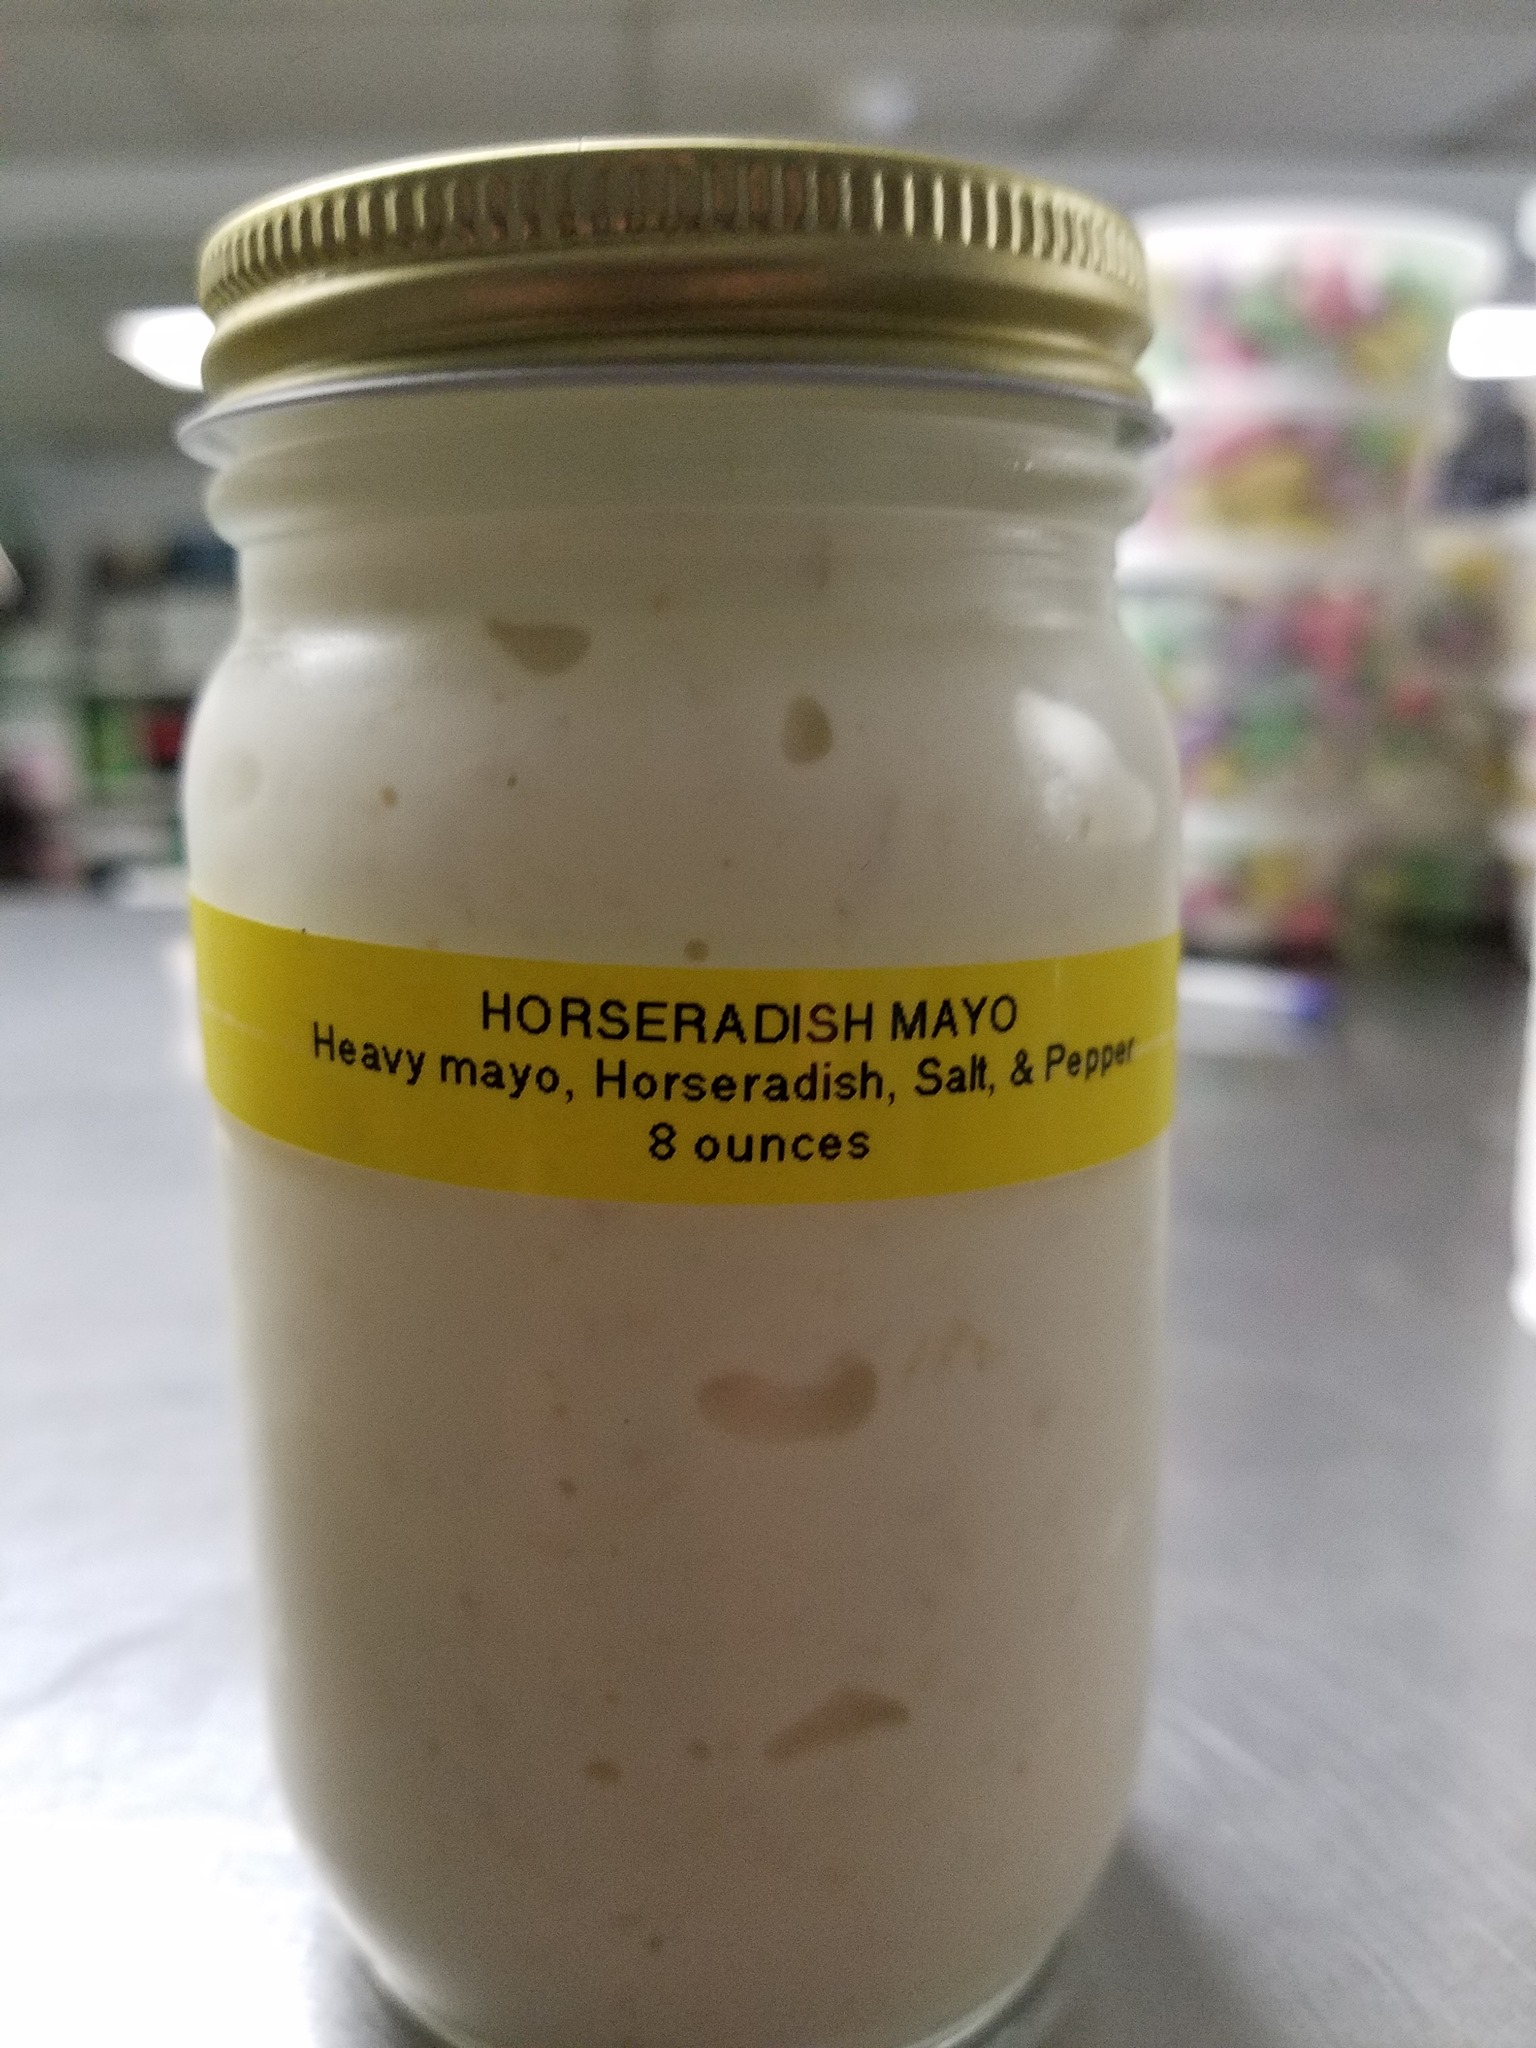 HORSERADISH MAYO
Heavy mayo, Horseradish, Salt, & Pepper
8 ounces